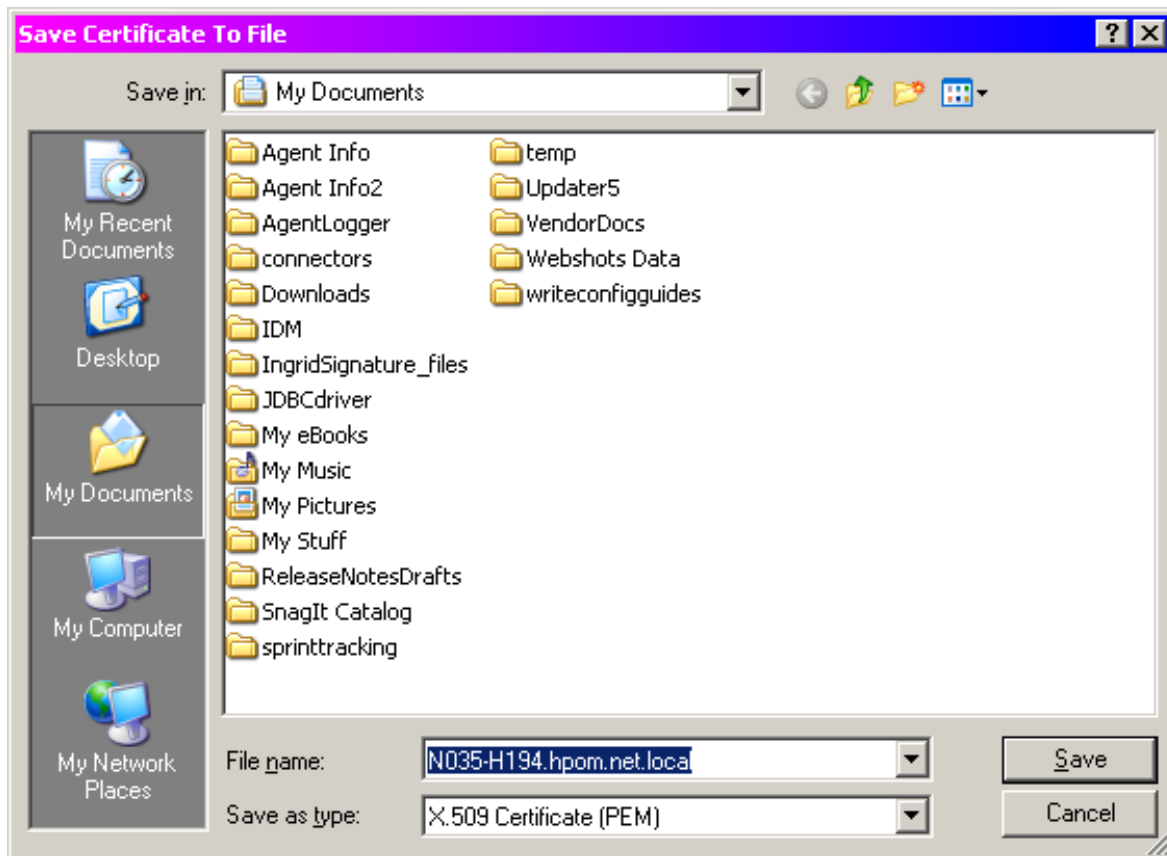 Save Certificate To File
Save in:
My Documents
My Recent
Documents
Desktop
My Documents
My Computer
My Network
Places
Agent Info
Agent Info2
AgentLogger
connectors
Downloads
IDM
IngridSignature_files
JDBCdriver
My eBooks
My Music
My Pictures
My Stuff
ReleaseNotesDrafts
SnagIt Catalog
sprinttracking
temp
Updater5
VendorDocs
Webshots Data
writeconfigguides
File name:
N035-H194.hpom.net.local
Save
Save as type:
X.509 Certificate (PEM)
Cancel